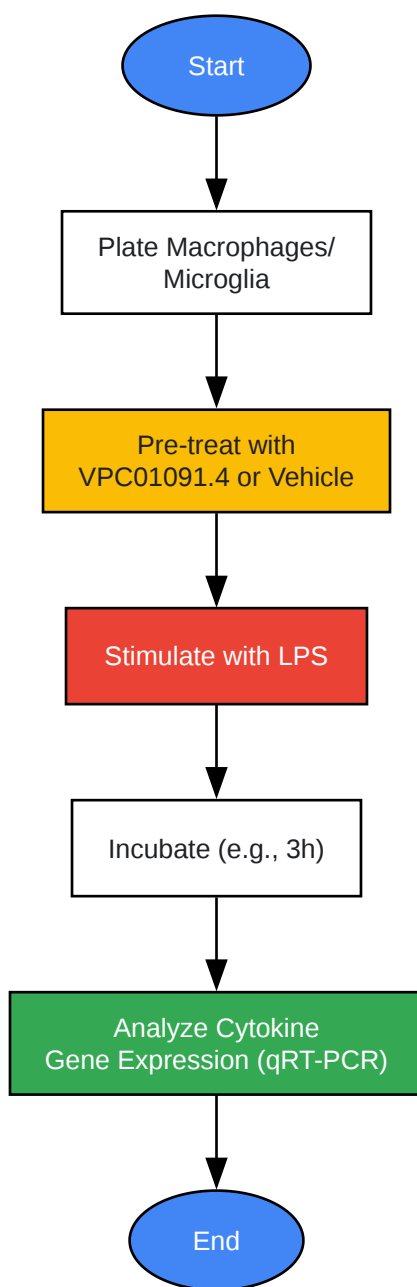 Start
Plate Macrophages/
Microglia
Pre-treat with
VPC01091.4 or Vehicle
Stimulate with LPS
Incubate (e.g., 3h)
Analyze Cytokine
Gene Expression (qRT-PCR)
End